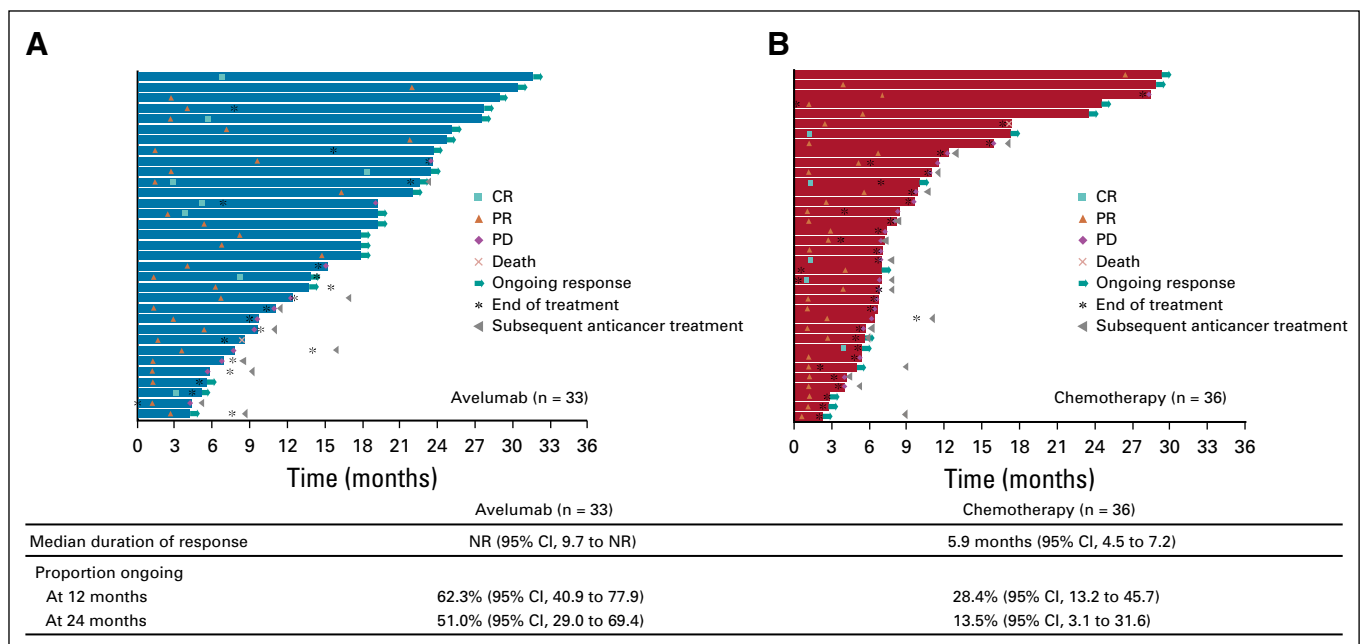 A
B
CR
PR
PD
Death
Ongoing response
* End of treatment
Subsequent anticancer treatment
Avelumab (n = 33)
0 3 6 9 12 15 18 21 24 27 30 33 36
Time (months)
CR
PR
PD
Death
Ongoing response
* End of treatment
Subsequent anticancer treatment
Chemotherapy (n = 36)
0 3 6 9 12 15 18 21 24 27 30 33 36
Time (months)
Avelumab (n = 33) Chemotherapy (n = 36)
Median duration of response NR (95% CI, 9.7 to NR) 5.9 months (95% CI, 4.5 to 7.2)
Proportion ongoing
At 12 months 62.3% (95% CI, 40.9 to 77.9) 28.4% (95% CI, 13.2 to 45.7)
At 24 months 51.0% (95% CI, 29.0 to 69.4) 13.5% (95% CI, 3.1 to 31.6)